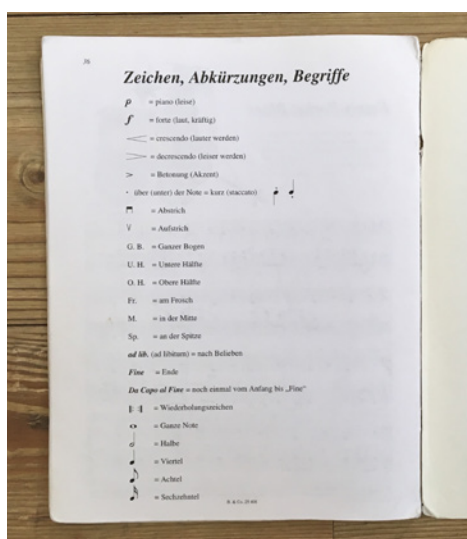 Zeichen, Abkürzungen, Begriffe
p = piano (leise)
f = forte (laut, kräftig)
= crescendo (lauter werden)
= decrescendo (leiser werden)
> = Betonung (Akzent)
· über (unter) der Note = kurz (staccato)
= Abstrich
V = Aufstrich
G. B. = Ganzer Bogen
U. H. = Untere Hälfte
O. H. = Obere Hälfte
Fr. = am Frosch
M. = in der Mitte
Sp. = an der Spitze
ad lib. (ad libitum) = nach Belieben
Fine = Ende
Da Capo al Fine = noch einmal vom Anfang bis „Fine“
= Wiederholungszeichen
= Ganze Note
= Halbe
= Viertel
= Achtel
= Sechzehntel